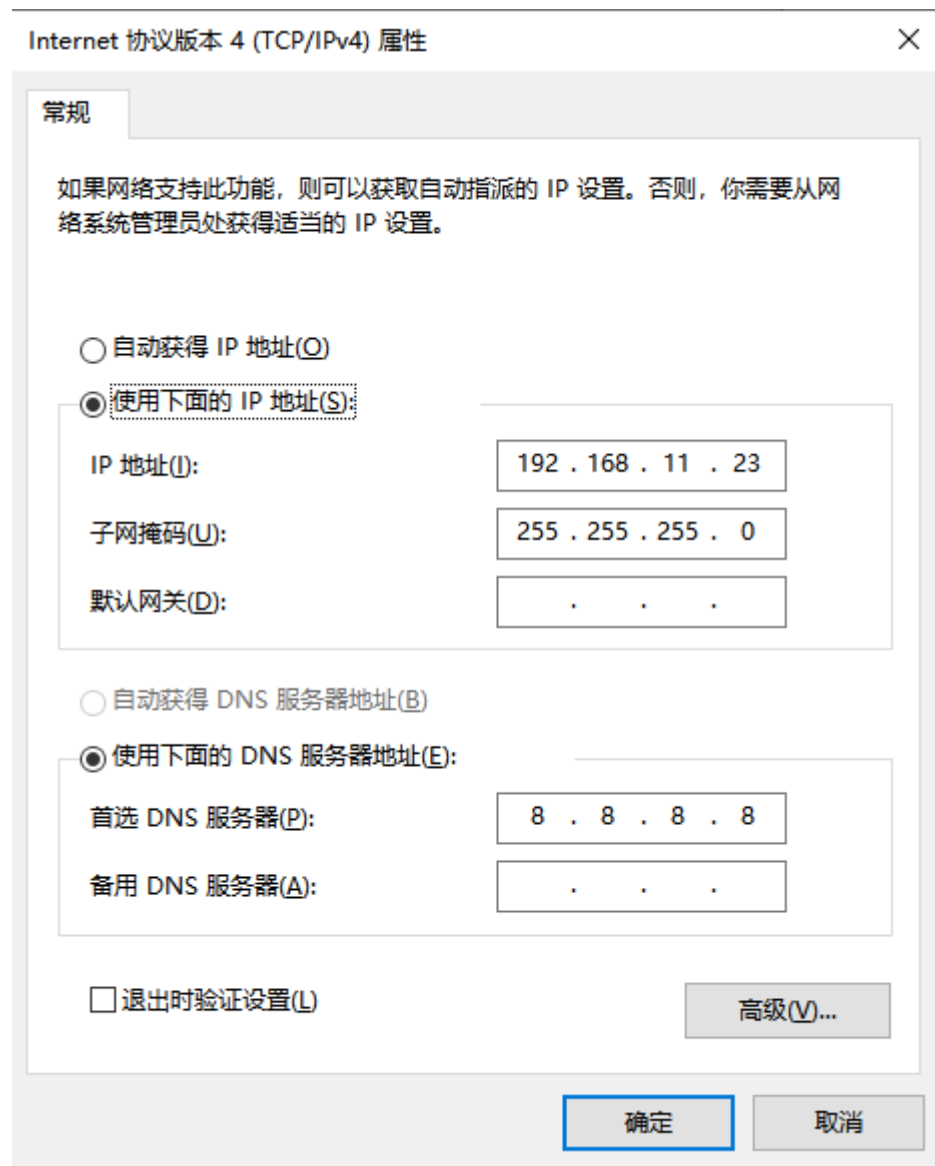 Internet 协议版本 4 (TCP/IPv4) 属性
常规
如果网络支持此功能，则可以获取自动指派的 IP 设置。否则，你需要从网
络系统管理员处获得适当的 IP 设置。
自动获得 IP 地址(O)
使用下面的 IP 地址(S):
IP 地址(I): 192 . 168 . 11 . 23
子网掩码(U): 255 . 255 . 255 . 0
默认网关(D): . . .
自动获得 DNS 服务器地址(B)
使用下面的 DNS 服务器地址(E):
首选 DNS 服务器(P): 8 . 8 . 8 . 8
备用 DNS 服务器(A): . . .
退出时验证设置(L)
高级(V)...
确定 取消